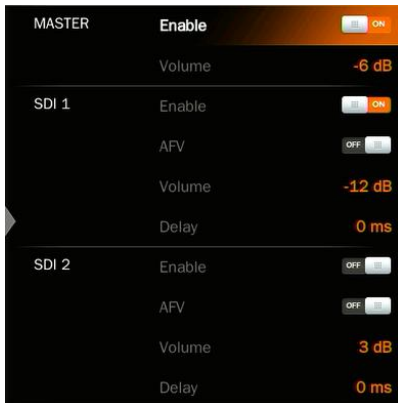 MASTER Enable ON
Volume -6 dB
SDI 1 Enable ON
AFV OFF
Volume -12 dB
Delay 0 ms
SDI 2 Enable OFF
AFV OFF
Volume 3 dB
Delay 0 ms